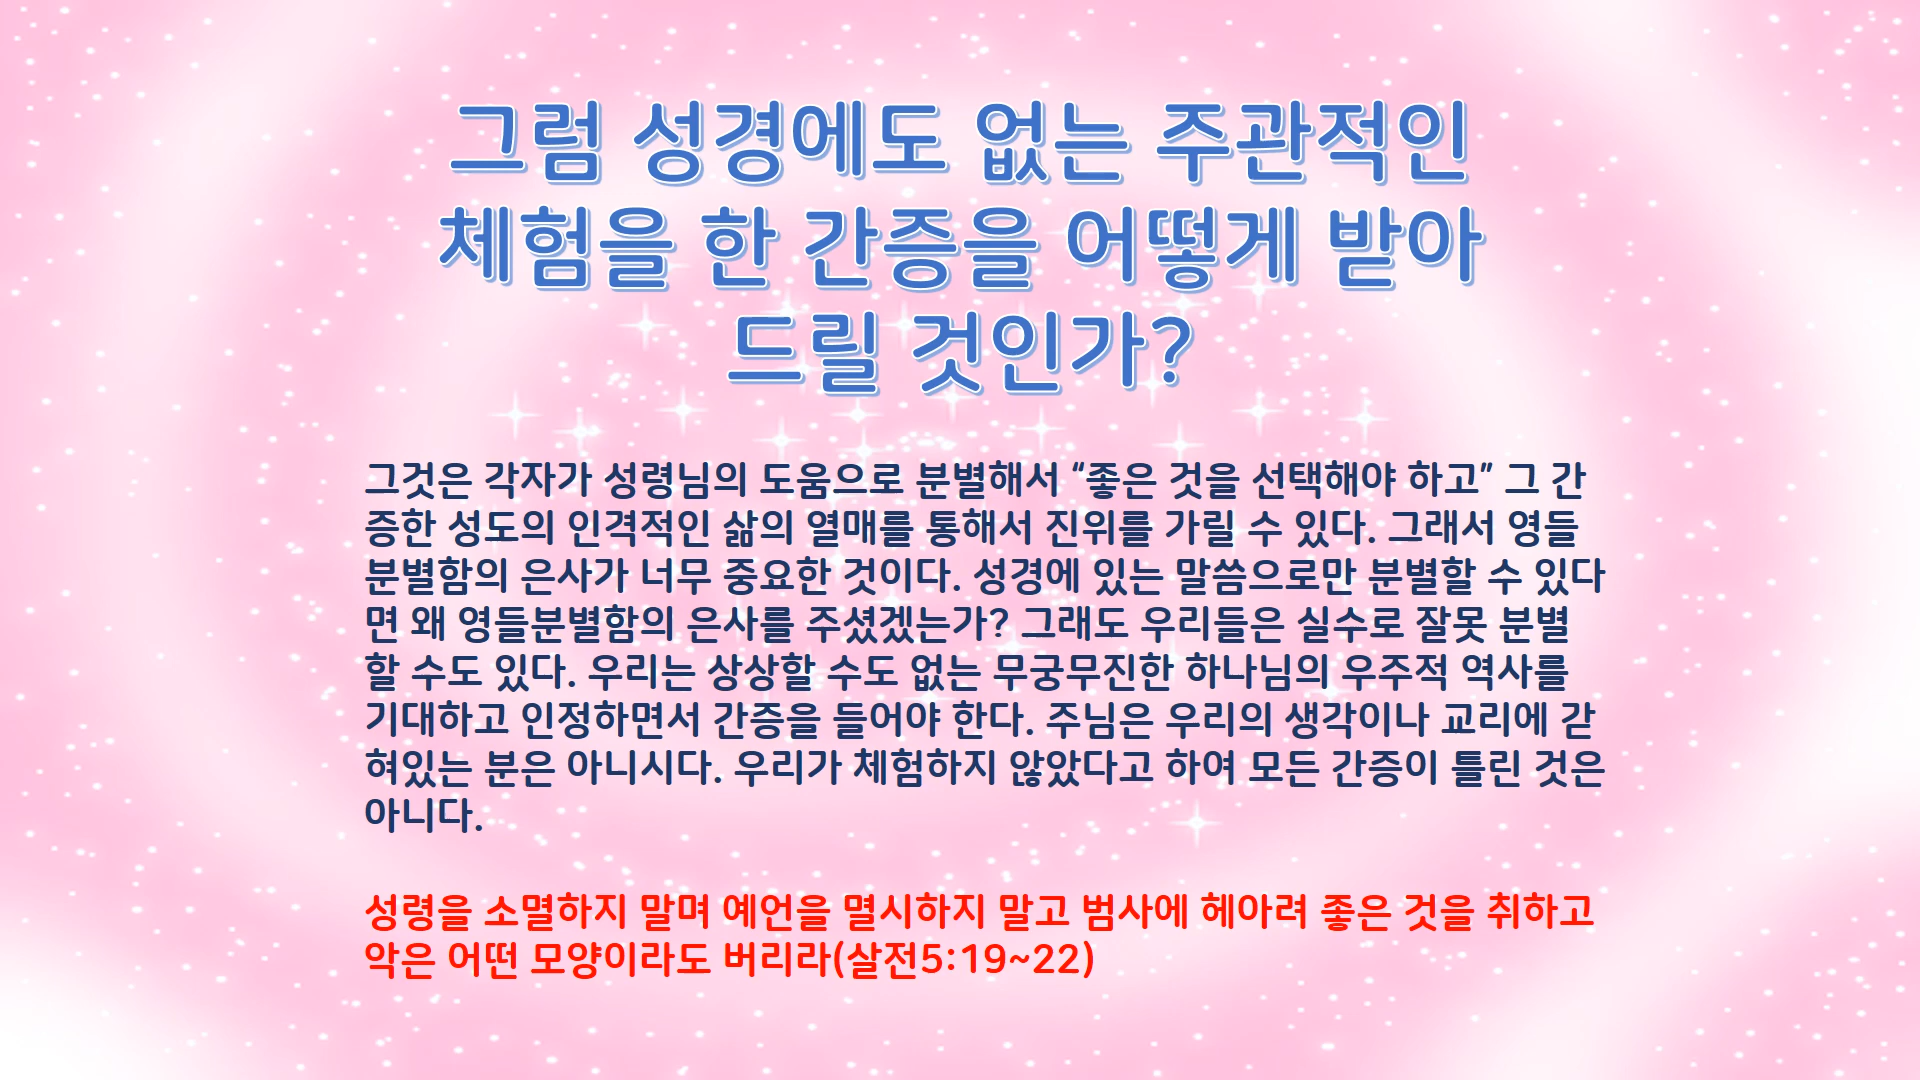 그럼 성경에도 없는 주관적인
체험을 한 간증을 어떻게 받아
드릴 것인가?
그것은 각자가 성령님의 도움으로 분별해서 “좋은 것을 선택해야 하고” 그 간
증한 성도의 인격적인 삶의 열매를 통해서 진위를 가릴 수 있다. 그래서 영들
분별함의 은사가 너무 중요한 것이다. 성경에 있는 말씀으로만 분별할 수 있다
면 왜 영들분별함의 은사를 주셨겠는가? 그래도 우리들은 실수로 잘못 분별
할 수도 있다. 우리는 상상할 수도 없는 무궁무진한 하나님의 우주적 역사를
기대하고 인정하면서 간증을 들어야 한다. 주님은 우리의 생각이나 교리에 갇
혀있는 분은 아니시다. 우리가 체험하지 않았다고 하여 모든 간증이 틀린 것은
아니다.
성령을 소멸하지 말며 예언을 멸시하지 말고 범사에 헤아려 좋은 것을 취하고
악은 어떤 모양이라도 버리라(살전5:19~22)